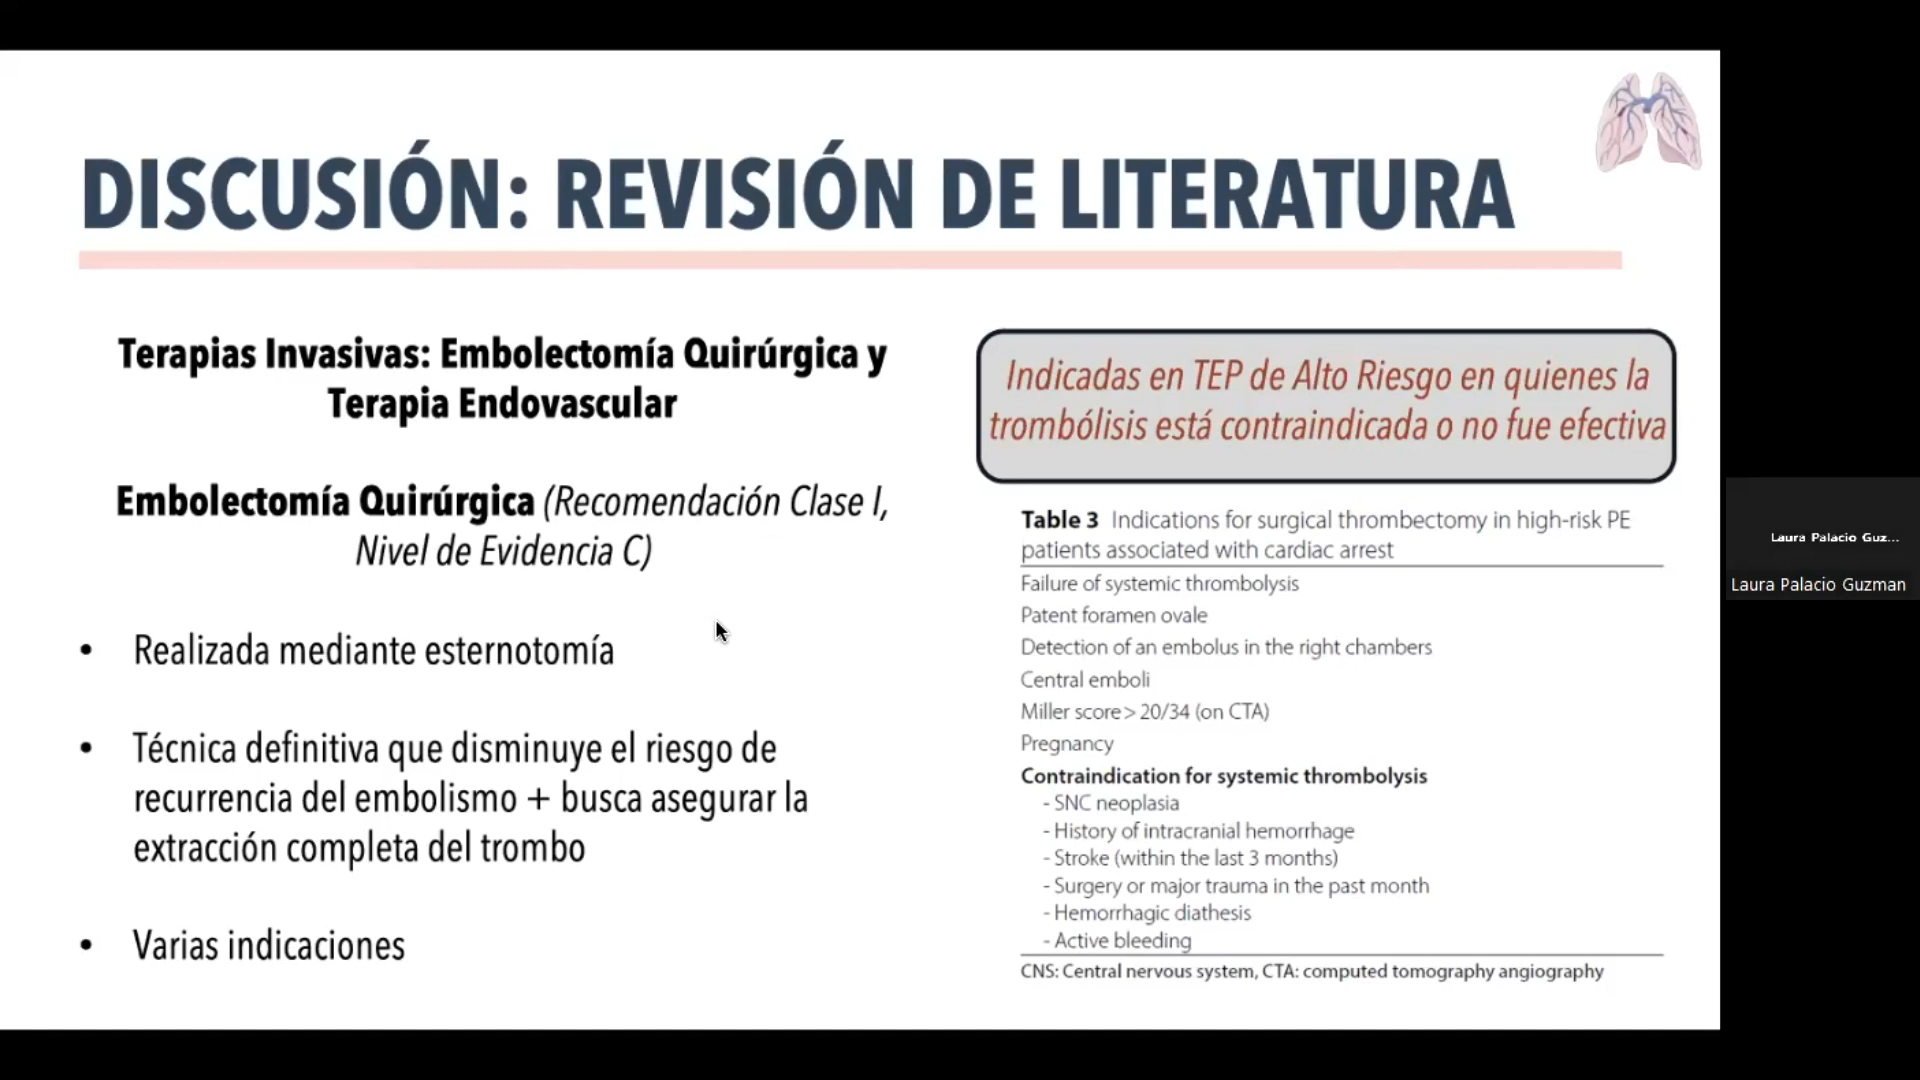 DISCUSIÓN: REVISIÓN DE LITERATURA
Terapias Invasivas: Embolectomía Quirúrgica y
Terapia Endovascular
Embolectomía Quirúrgica (Recomendación Clase I,
Nivel de Evidencia C)
• Realizada mediante esternotomía
• Técnica definitiva que disminuye el riesgo de
recurrencia del embolismo + busca asegurar la
extracción completa del trombo
• Varias indicaciones
Indicadas en TEP de Alto Riesgo en quienes la
trombólisis está contraindicada o no fue efectiva
Table 3 Indications for surgical thrombectomy in high-risk PE
patients associated with cardiac arrest
Failure of systemic thrombolysis
Patent foramen ovale
Detection of an embolus in the right chambers
Central emboli
Miller score > 20/34 (on CTA)
Pregnancy
Contraindication for systemic thrombolysis
- SNC neoplasia
- History of intracranial hemorrhage
- Stroke (within the last 3 months)
- Surgery or major trauma in the past month
- Hemorrhagic diathesis
- Active bleeding
CNS: Central nervous system, CTA: computed tomography angiography
Laura Palacio Guz...
Laura Palacio Guzman